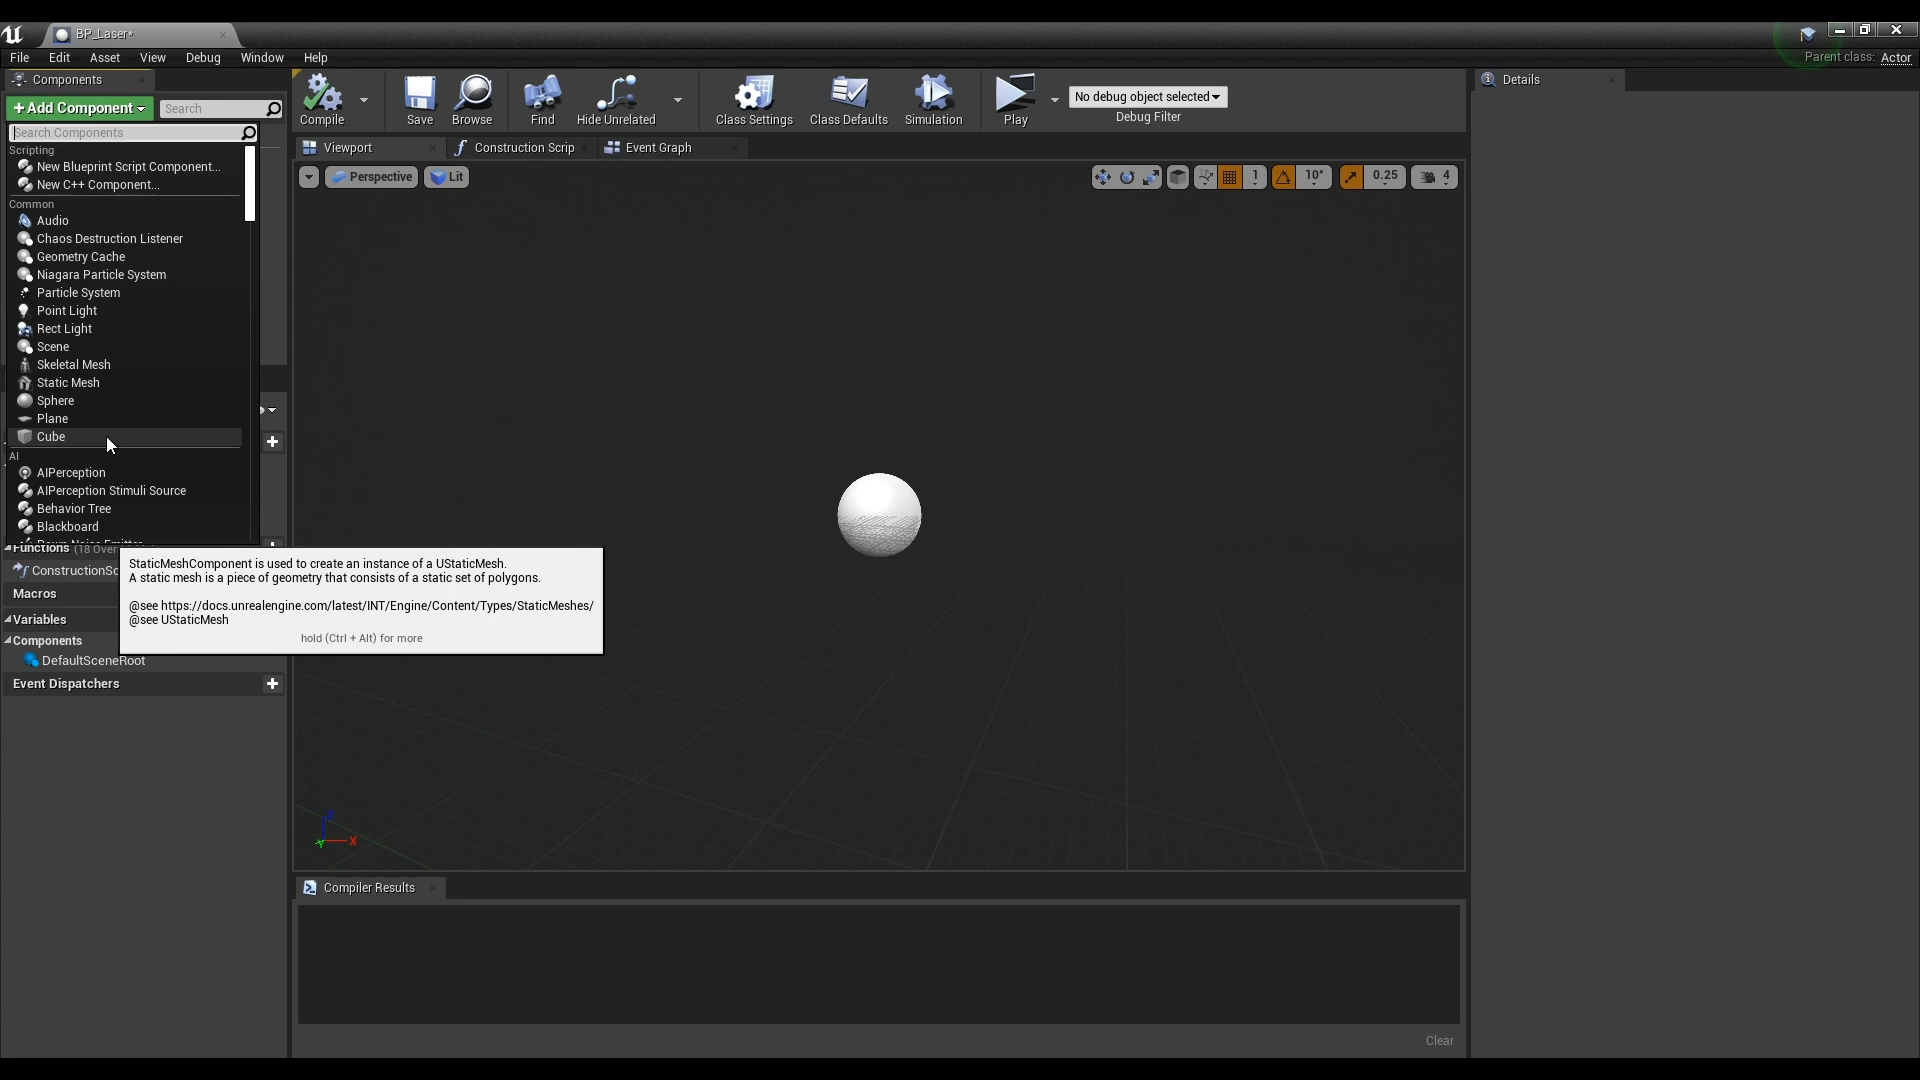 BP_Laser*
File Edit Asset View Debug Window Help
Parent class: Actor
Components
+ Add Component
Search
Compile
Save
Browse
Find
Hide Unrelated
Class Settings
Class Defaults
Simulation
Play
No debug object selected
Debug Filter
Details
Search Components
Scripting
New Blueprint Script Component...
New C++ Component...
Common
Audio
Chaos Destruction Listener
Geometry Cache
Niagara Particle System
Particle System
Point Light
Rect Light
Scene
Skeletal Mesh
Static Mesh
Sphere
Plane
Cube
AI
AIPerception
AIPerception Stimuli Source
Behavior Tree
Blackboard
Viewport
Construction Scrip
Event Graph
Perspective
Lit
1
10°
0.25
4
StaticMeshComponent is used to create an instance of a UStaticMesh.
A static mesh is a piece of geometry that consists of a static set of polygons.
@see https://docs.unrealengine.com/latest/INT/Engine/Content/Types/StaticMeshes/
@see UStaticMesh
hold (Ctrl + Alt) for more
Functions (18 Over
ConstructionSc
Macros
Variables
Components
DefaultSceneRoot
Event Dispatchers
X
Compiler Results
Clear